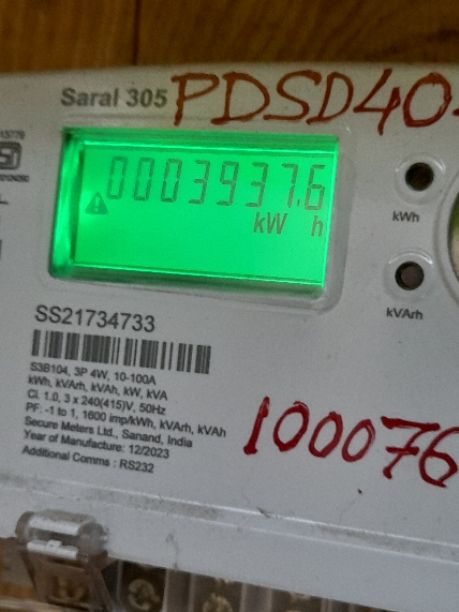 Saral 305 PDSD40
0003937.6
kW h
kWh
kVArh
SS21734733
S3B104, 3P 4W, 10-100A
kWh, kVArh, kVAh, kW, kVA
Cl. 1.0, 3 x 240(415)V, 50Hz
PF: -1 to 1, 1600 imp/kWh, kVArh, kVAh
Secure Meters Ltd., Sanand, India
Year of Manufacture: 12/2023
Additional Comms : RS232
100076